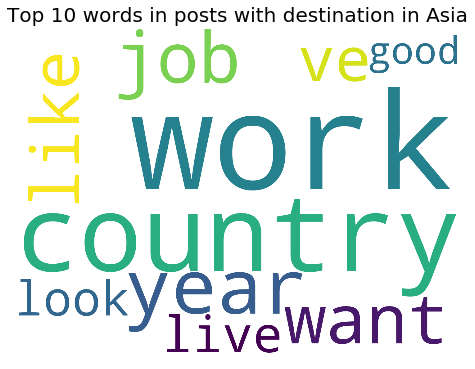 Top 10 words in posts with destination in Asia
job
ve
good
like
work
country
look
year
want
live